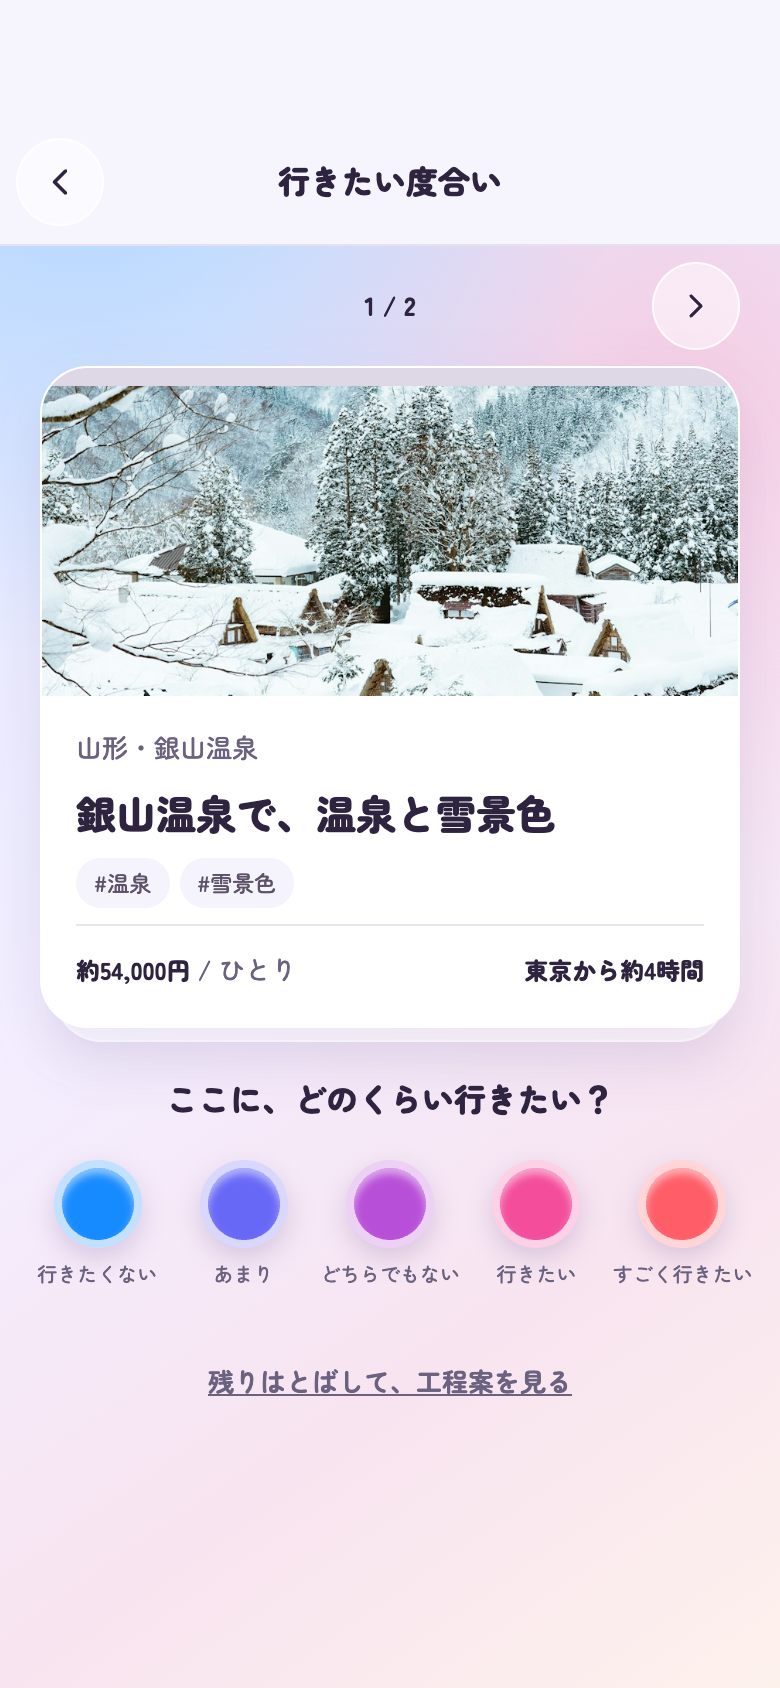 行きたい度合い
1 / 2
山形・銀山温泉
銀山温泉で、温泉と雪景色
#温泉 #雪景色
約54,000円 / ひとり 東京から約4時間
ここに、どのくらい行きたい？
行きたくない あまり どちらでもない 行きたい すごく行きたい
残りはとばして、工程案を見る